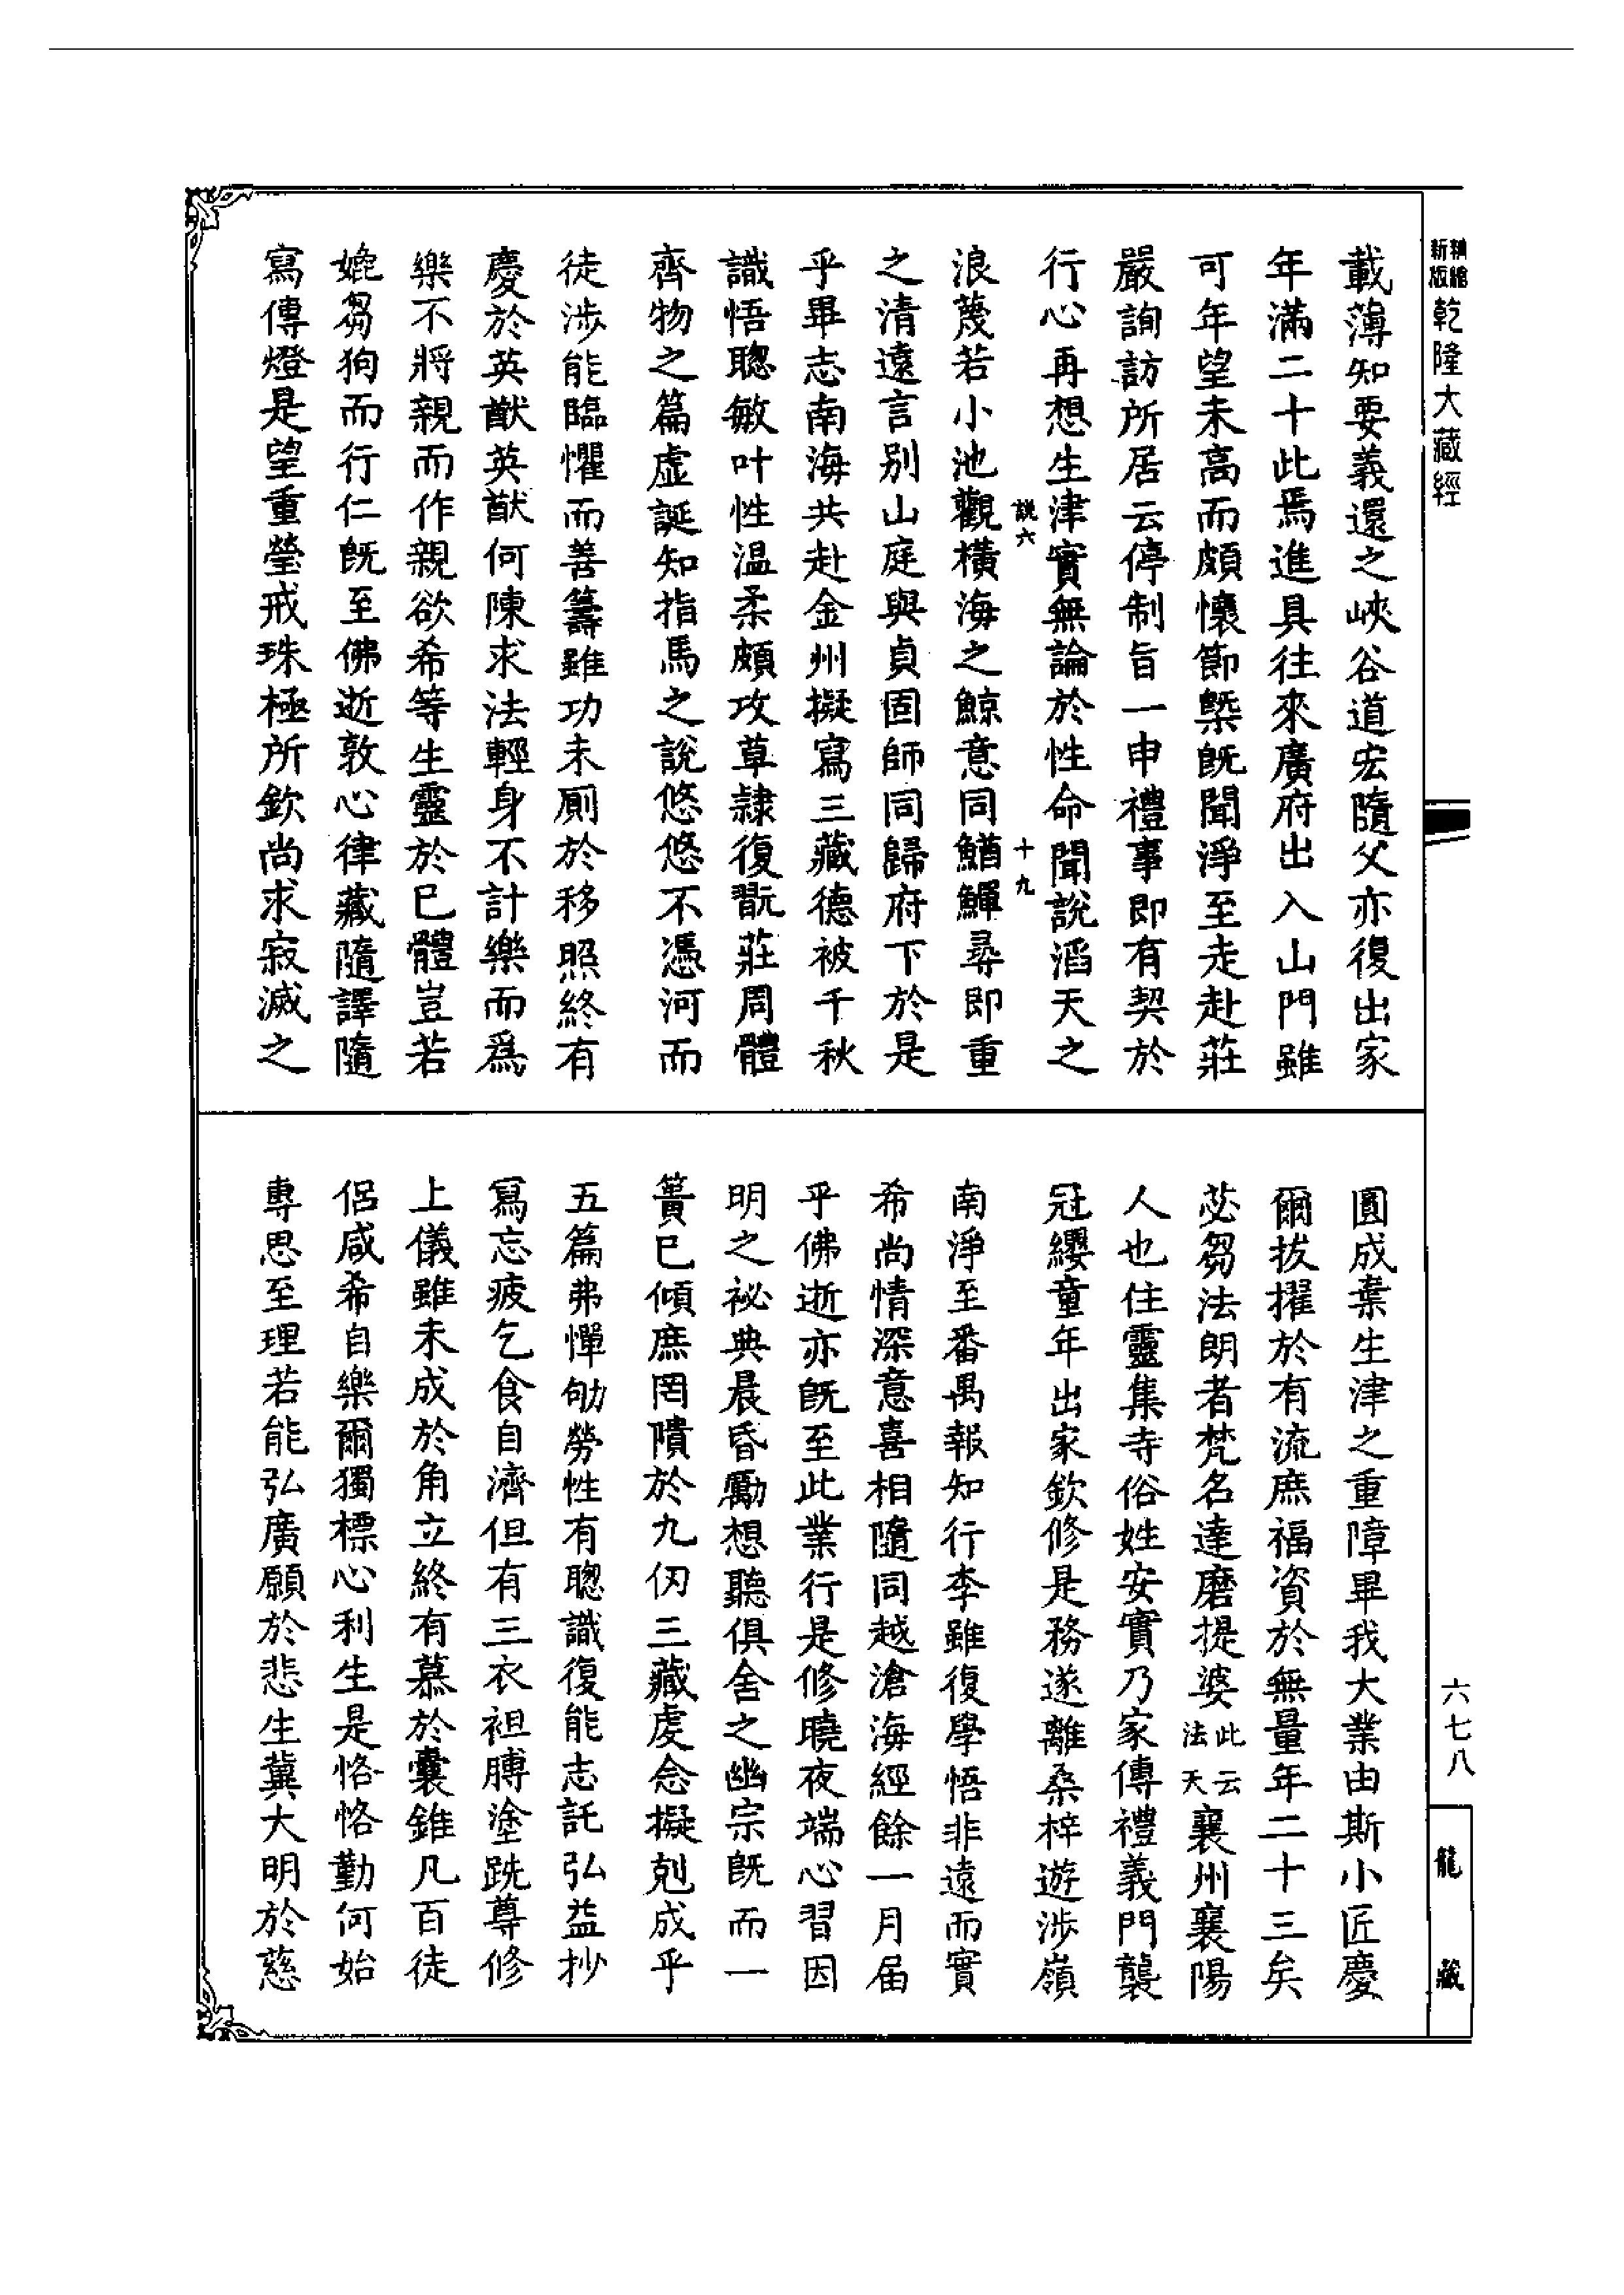 精縮新版乾隆大藏經
載薄知要義還之峽谷道宏隨父亦復出家
年滿二十此焉進具往來廣府出入山門雖
可年望未高而頗懷節槩既聞淨至走赴莊
嚴詢訪所居云停制旨一申禮事即有契於
行心再想生津實無論於性命聞說滔天之
説六
十九
浪蔑若小池觀橫海之鯨意同鰌鱓尋即重
之清遠言別山庭與貞固師同歸府下於是
乎畢志南海共赴金州擬寫三藏德被千秋
識悟聰敏叶性溫柔頗攻草隸復翫莊周體
齊物之篇虛誕知指馬之說悠悠不憑河而
徒涉能臨懼而善籌雖功未厠於移照終有
慶於英猷英猷何陳求法輕身不計樂而爲
樂不將親而作親欲希等生靈於已體豈若
媲芻狗而行仁既至佛逝敦心律藏隨譯隨
寫傳燈是望重瑩戒珠極所欽尚求寂滅之
圓成棄生津之重障畢我大業由斯小匠慶
爾拔擢於有流庶福資於無量年二十三矣
苾芻法朗者梵名達磨提婆此云法天襄州襄陽
人也住靈集寺俗姓安實乃家傳禮義門襲
冠纓童年出家欽修是務遂離桑梓遊涉嶺
南淨至番禺報知行李雖復學悟非遠而實
希尚情深意喜相隨同越滄海經餘一月届
乎佛逝亦既至此業行是修曉夜端心習因
明之祕典晨昏勵想聽俱舍之幽宗既而一
簣已傾庶罔隤於九仞三藏虔念擬剋成乎
五篇弗憚劬勞性有聰識復能志託弘益抄
寫忘疲乞食自濟但有三衣袒膊塗跣尊修
上儀雖未成於角立終有慕於囊錐凡百徒
侶咸希自樂爾獨標心利生是恪恪勤何始
專思至理若能弘廣願於悲生冀大明於慈
六七八
龍藏